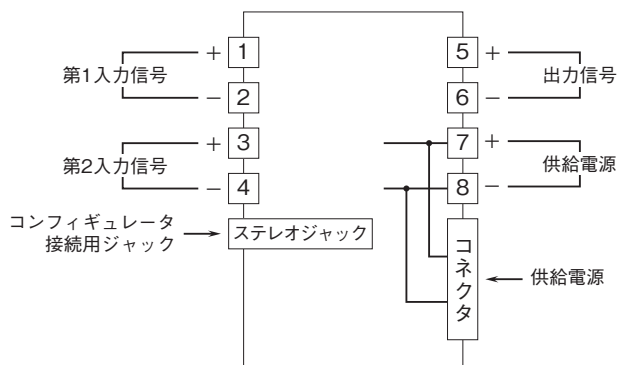 第1入力信号
+ 1
− 2
第2入力信号
+ 3
− 4
コンフィギュレータ
接続用ジャック
ステレオジャック
5 +
6 −
出力信号
7 +
8 −
供給電源
コネクタ
供給電源